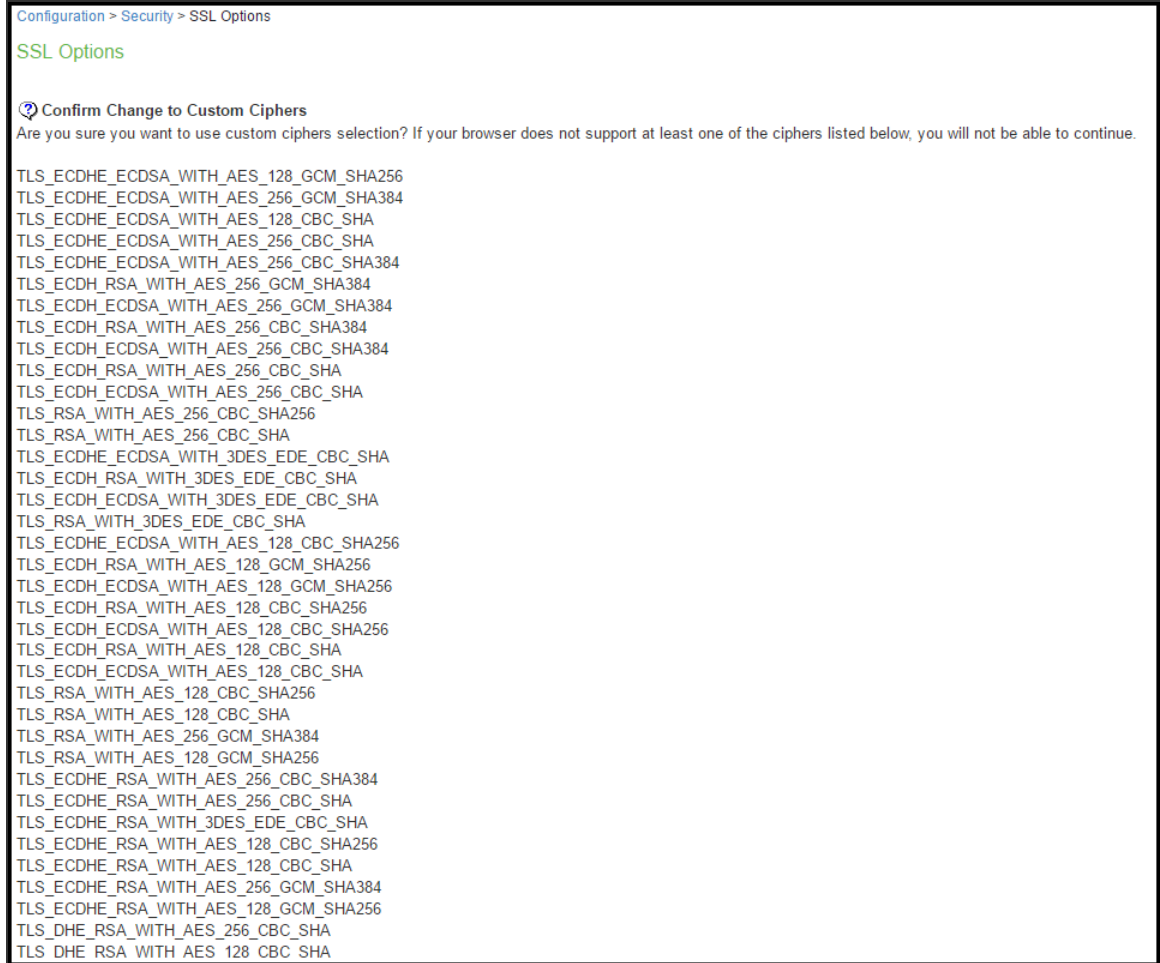 Configuration > Security > SSL Options
SSL Options
Confirm Change to Custom Ciphers
Are you sure you want to use custom ciphers selection? If your browser does not support at least one of the ciphers listed below, you will not be able to continue.
TLS_ECDHE_ECDSA_WITH_AES_128_GCM_SHA256
TLS_ECDHE_ECDSA_WITH_AES_256_GCM_SHA384
TLS_ECDHE_ECDSA_WITH_AES_128_CBC_SHA
TLS_ECDHE_ECDSA_WITH_AES_256_CBC_SHA
TLS_ECDHE_ECDSA_WITH_AES_256_CBC_SHA384
TLS_ECDH_RSA_WITH_AES_256_GCM_SHA384
TLS_ECDH_ECDSA_WITH_AES_256_GCM_SHA384
TLS_ECDH_RSA_WITH_AES_256_CBC_SHA384
TLS_ECDH_ECDSA_WITH_AES_256_CBC_SHA384
TLS_ECDH_RSA_WITH_AES_256_CBC_SHA
TLS_ECDH_ECDSA_WITH_AES_256_CBC_SHA
TLS_RSA_WITH_AES_256_CBC_SHA256
TLS_RSA_WITH_AES_256_CBC_SHA
TLS_ECDHE_ECDSA_WITH_3DES_EDE_CBC_SHA
TLS_ECDH_RSA_WITH_3DES_EDE_CBC_SHA
TLS_ECDH_ECDSA_WITH_3DES_EDE_CBC_SHA
TLS_RSA_WITH_3DES_EDE_CBC_SHA
TLS_ECDHE_ECDSA_WITH_AES_128_CBC_SHA256
TLS_ECDH_RSA_WITH_AES_128_GCM_SHA256
TLS_ECDH_ECDSA_WITH_AES_128_GCM_SHA256
TLS_ECDH_RSA_WITH_AES_128_CBC_SHA256
TLS_ECDH_ECDSA_WITH_AES_128_CBC_SHA256
TLS_ECDH_RSA_WITH_AES_128_CBC_SHA
TLS_ECDH_ECDSA_WITH_AES_128_CBC_SHA
TLS_RSA_WITH_AES_128_CBC_SHA256
TLS_RSA_WITH_AES_128_CBC_SHA
TLS_RSA_WITH_AES_256_GCM_SHA384
TLS_RSA_WITH_AES_128_GCM_SHA256
TLS_ECDHE_RSA_WITH_AES_256_CBC_SHA384
TLS_ECDHE_RSA_WITH_AES_256_CBC_SHA
TLS_ECDHE_RSA_WITH_3DES_EDE_CBC_SHA
TLS_ECDHE_RSA_WITH_AES_128_CBC_SHA256
TLS_ECDHE_RSA_WITH_AES_128_CBC_SHA
TLS_ECDHE_RSA_WITH_AES_256_GCM_SHA384
TLS_ECDHE_RSA_WITH_AES_128_GCM_SHA256
TLS_DHE_RSA_WITH_AES_256_CBC_SHA
TLS_DHE_RSA_WITH_AES_128_CBC_SHA